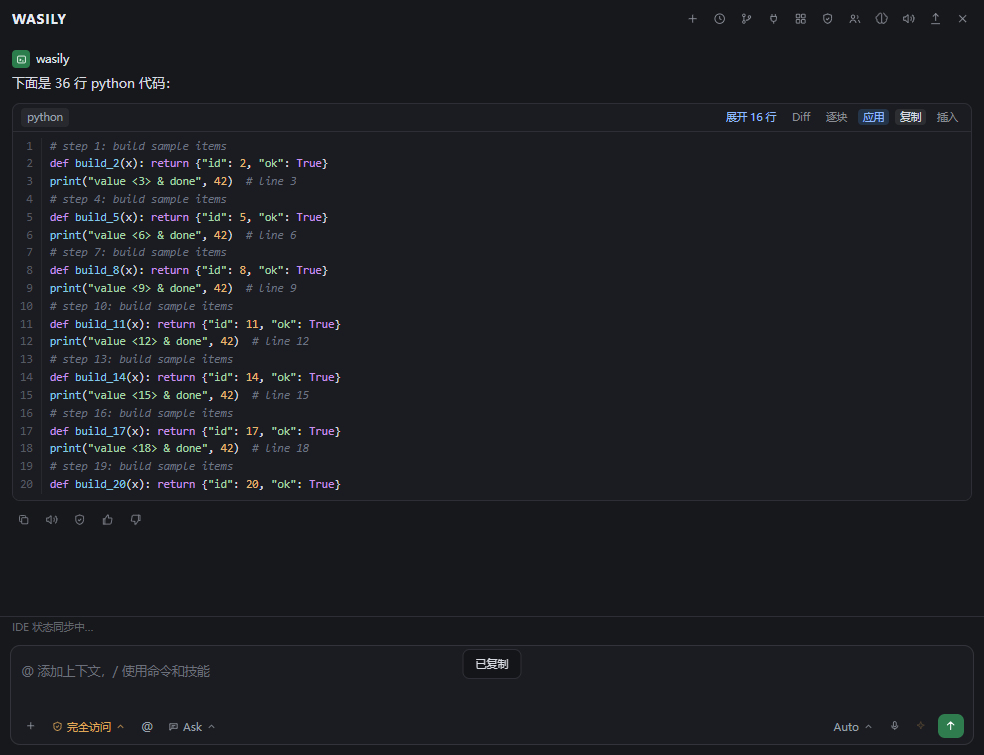 WASILY
wasily
下面是 36 行 python 代码：
python 展开 16 行 Diff 逐块 应用 复制 插入
1 # step 1: build sample items
2 def build_2(x): return {"id": 2, "ok": True}
3 print("value <3> & done", 42)  # line 3
4 # step 4: build sample items
5 def build_5(x): return {"id": 5, "ok": True}
6 print("value <6> & done", 42)  # line 6
7 # step 7: build sample items
8 def build_8(x): return {"id": 8, "ok": True}
9 print("value <9> & done", 42)  # line 9
10 # step 10: build sample items
11 def build_11(x): return {"id": 11, "ok": True}
12 print("value <12> & done", 42)  # line 12
13 # step 13: build sample items
14 def build_14(x): return {"id": 14, "ok": True}
15 print("value <15> & done", 42)  # line 15
16 # step 16: build sample items
17 def build_17(x): return {"id": 17, "ok": True}
18 print("value <18> & done", 42)  # line 18
19 # step 19: build sample items
20 def build_20(x): return {"id": 20, "ok": True}
IDE 状态同步中...
@ 添加上下文，/ 使用命令和技能
已复制
完全访问 @ Ask Auto